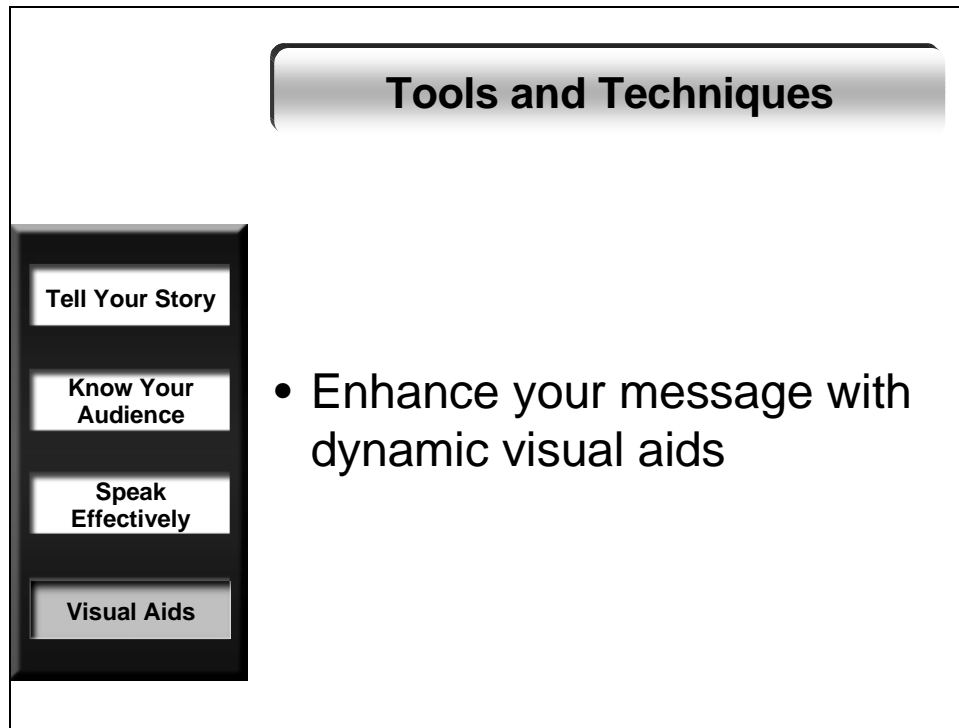 Tools and Techniques
Tell Your Story
Know Your
Audience
Speak
Effectively
Visual Aids
• Enhance your message with
dynamic visual aids